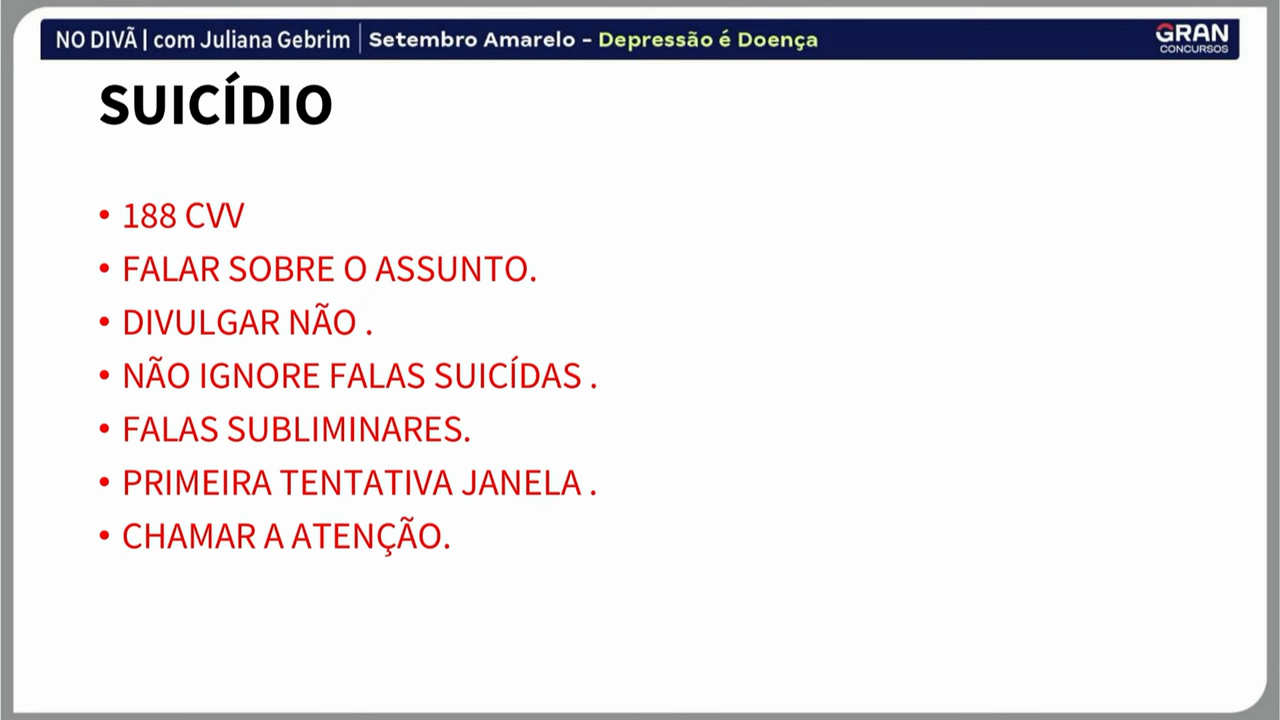 NO DIVÃ | com Juliana Gebrim | Setembro Amarelo – Depressão é Doença
GRAN
CONCURSOS
SUICÍDIO
• 188 CVV
• FALAR SOBRE O ASSUNTO.
• DIVULGAR NÃO .
• NÃO IGNORE FALAS SUICÍDAS .
• FALAS SUBLIMINARES.
• PRIMEIRA TENTATIVA JANELA .
• CHAMAR A ATENÇÃO.